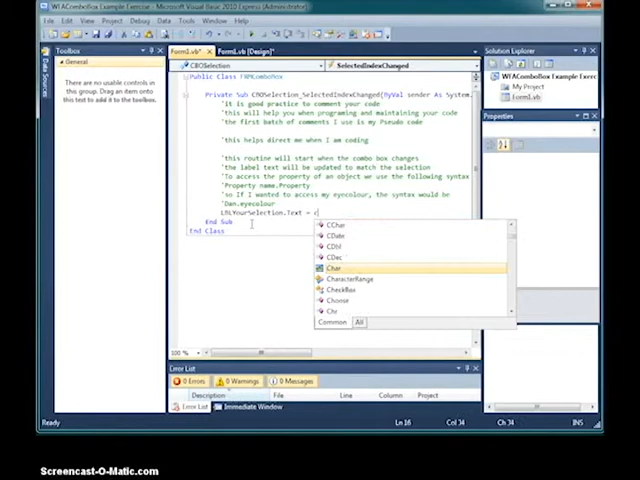 WFAComboBox Example Exercise - Microsoft Visual Basic 2010 Express (Administrator)
File Edit View Project Debug Data Tools Window Help
Toolbox
General
There are no usable controls in
this group. Drag an item onto
this text to add it to the toolbox.
Data Sources
Form1.vb* Form1.vb [Design]*
CBOSelection SelectedIndexChanged
Public Class FRMComboBox
Private Sub CBOSelection_SelectedIndexChanged(ByVal sender As System.
'it is good practice to comment your code
'this will help you when programing and maintaining your code
'the first batch of comments I use is my Pseudo code
'this helps direct me when I am coding
'this routine will start when the combo box changes
'the label text will be updated to match the selection
'To access the property of an object we use the following syntax
'Property name.Property
'so If I wanted to access my eyecolour, the syntax would be
'Dan.eyecolour
LBLYourSelection.Text = c
End Sub
End Class
CChar
CDate
CDbl
CDec
Char
CharacterRange
CheckBox
Choose
Chr
Common All
100 %
Solution Explorer
WFAComboBox Example Exerc
My Project
Form1.vb
Properties
Error List
0 Errors 0 Warnings 0 Messages
Description File Line Column Project
Error List Immediate Window
Ready Ln 16 Col 34 Ch 34 INS
Screencast-O-Matic.com